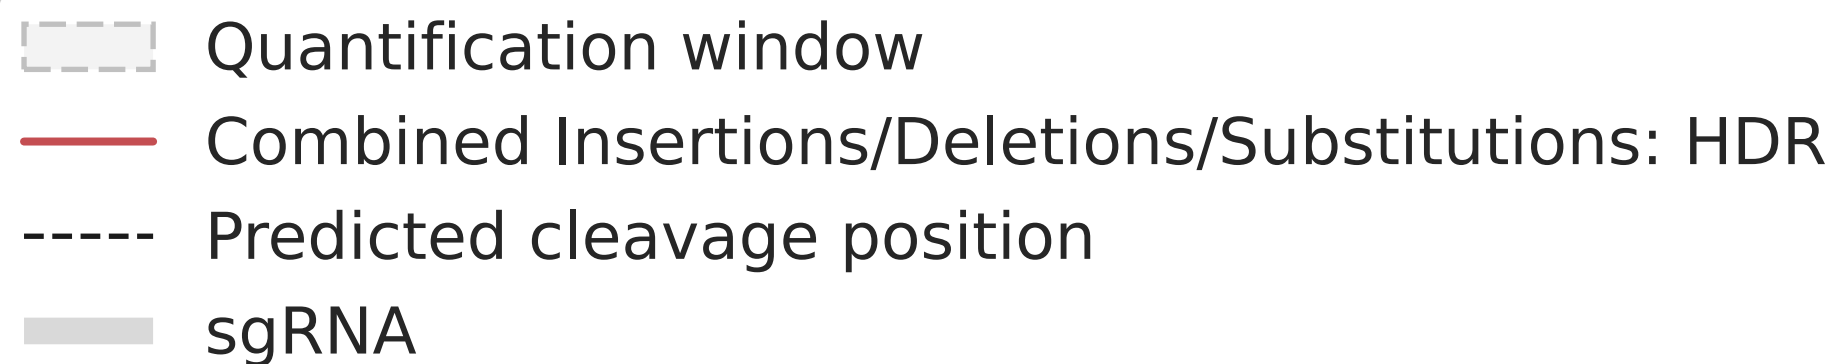 Quantification window
Combined Insertions/Deletions/Substitutions: HDR
Predicted cleavage position
sgRNA